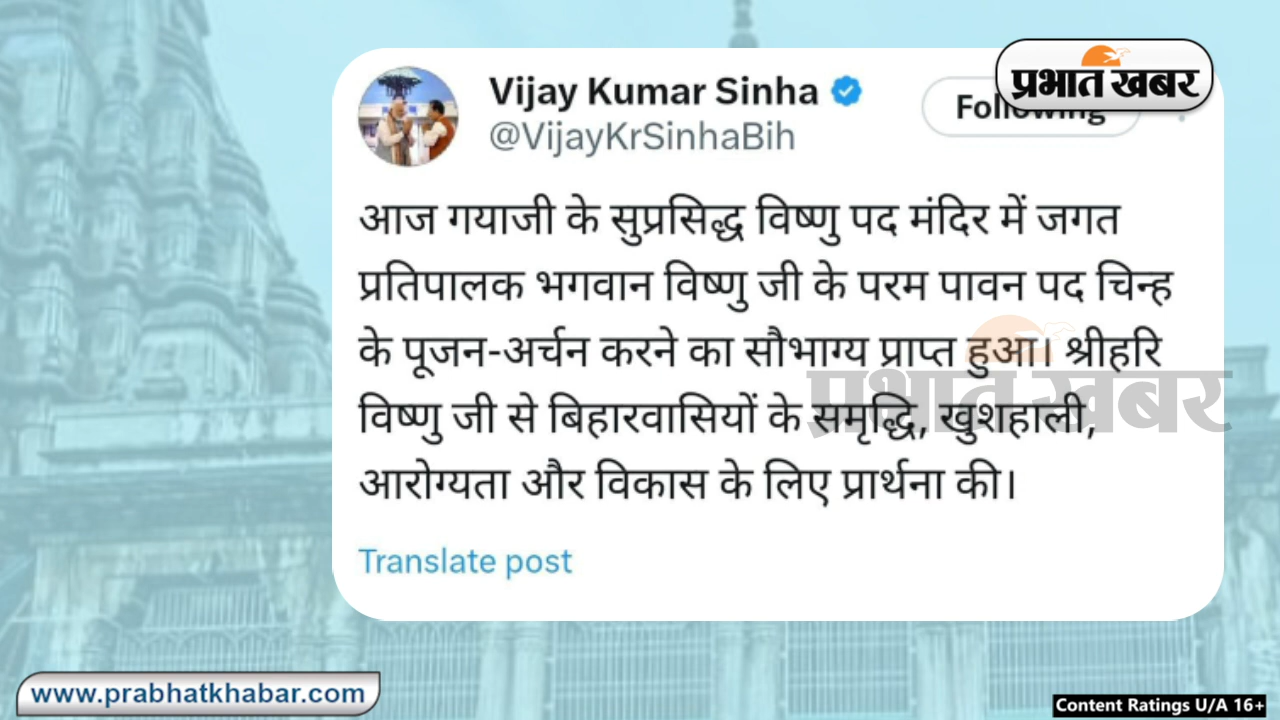 प्रभात खबर
Vijay Kumar Sinha
Following
@VijayKrSinhaBih
आज गयाजी के सुप्रसिद्ध विष्णु पद मंदिर में जगत
प्रतिपालक भगवान विष्णु जी के परम पावन पद चिन्ह
के पूजन-अर्चन करने का सौभाग्य प्राप्त हुआ। श्रीहरि
प्रभात खबर
विष्णु जी से बिहारवासियों के समृद्धि, खुशहाली,
आरोग्यता और विकास के लिए प्रार्थना की।
Translate post
www.prabhatkhabar.com
Content Ratings U/A 16+